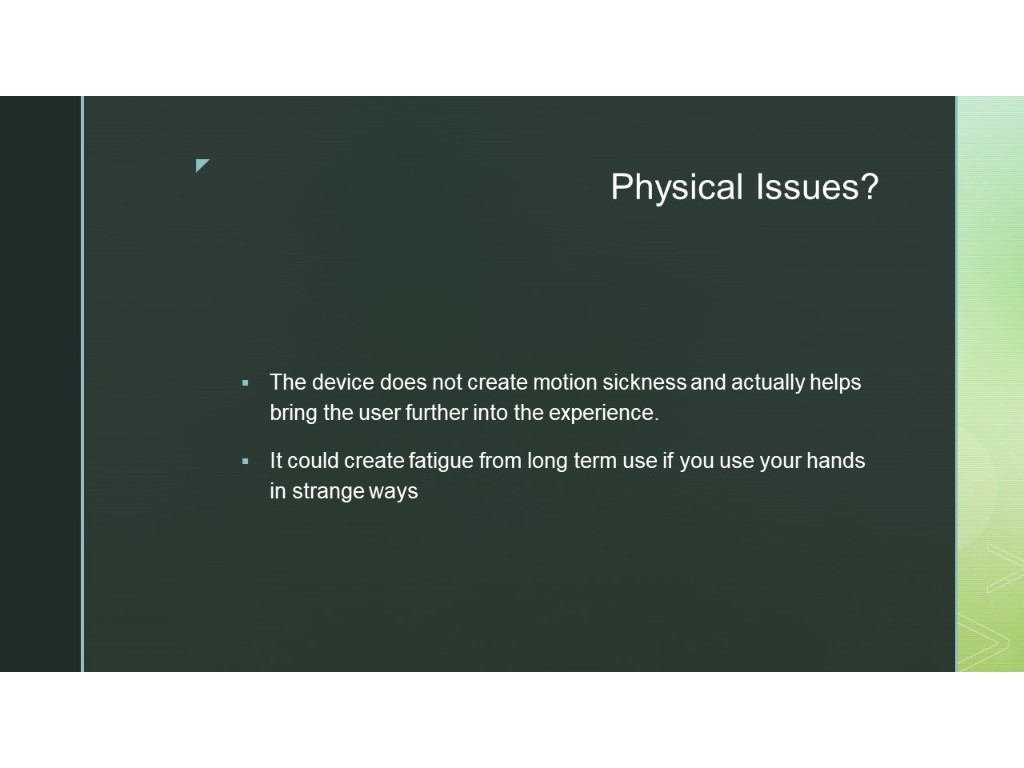 Physical Issues?
▪ The device does not create motion sickness and actually helps
bring the user further into the experience.
▪ It could create fatigue from long term use if you use your hands
in strange ways